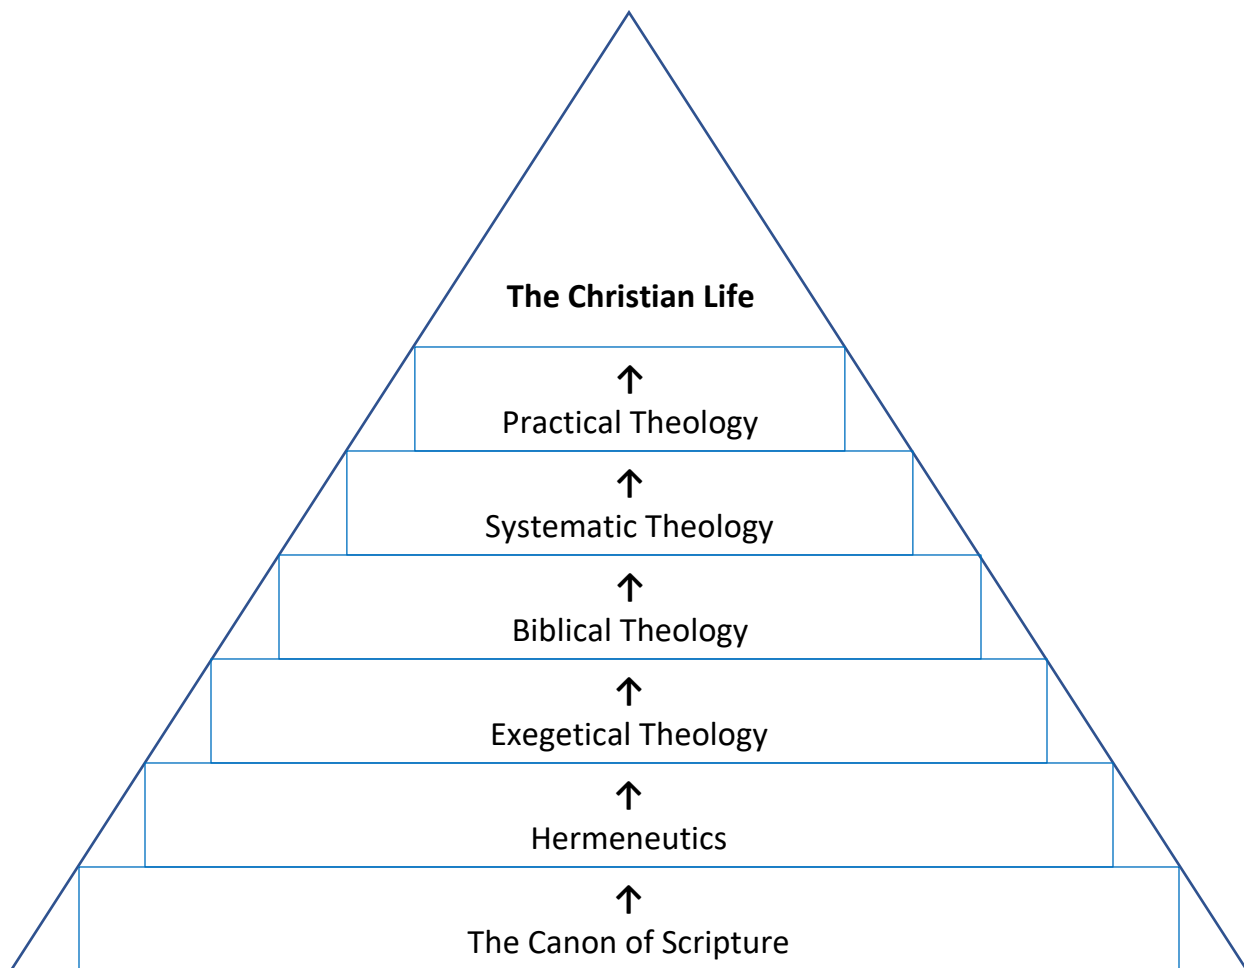 The Christian Life
↑
Practical Theology
↑
Systematic Theology
↑
Biblical Theology
↑
Exegetical Theology
↑
Hermeneutics
↑
The Canon of Scripture